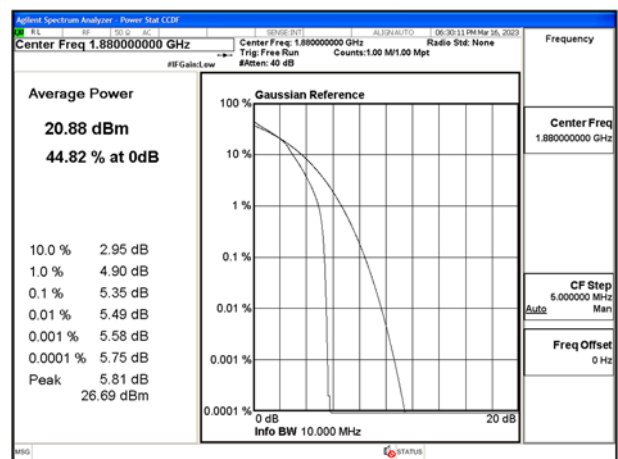 Agilent Spectrum Analyzer - Power Stat CCDF
RL RF 50 Ω AC SENSE:INT ALIGN AUTO 06:30:11 PM Mar 16, 2023
Center Freq 1.880000000 GHz
Center Freq: 1.880000000 GHz Radio Std: None
Trig: Free Run Counts:1.00 M/1.00 Mpt
#IFGain:Low #Atten: 40 dB
Frequency
Average Power
20.88 dBm
44.82 % at 0dB
10.0 % 2.95 dB
1.0 % 4.90 dB
0.1 % 5.35 dB
0.01 % 5.49 dB
0.001 % 5.58 dB
0.0001 % 5.75 dB
Peak 5.81 dB
26.69 dBm
Gaussian Reference
100 %
10 %
1 %
0.1 %
0.01 %
0.001 %
0.0001 %
0 dB 20 dB
Info BW 10.000 MHz
Center Freq
1.880000000 GHz
CF Step
5.000000 MHz
Auto Man
Freq Offset
0 Hz
MSG STATUS